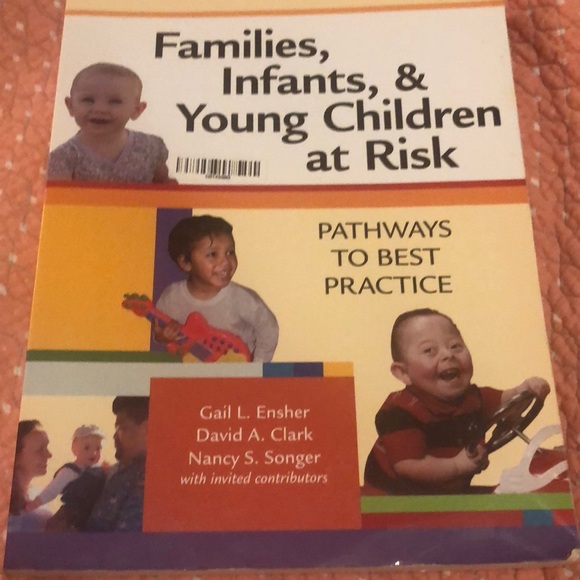 Families,
Infants, &
Young Children
at Risk
PATHWAYS
TO BEST
PRACTICE
Gail L. Ensher
David A. Clark
Nancy S. Songer
with invited contributors